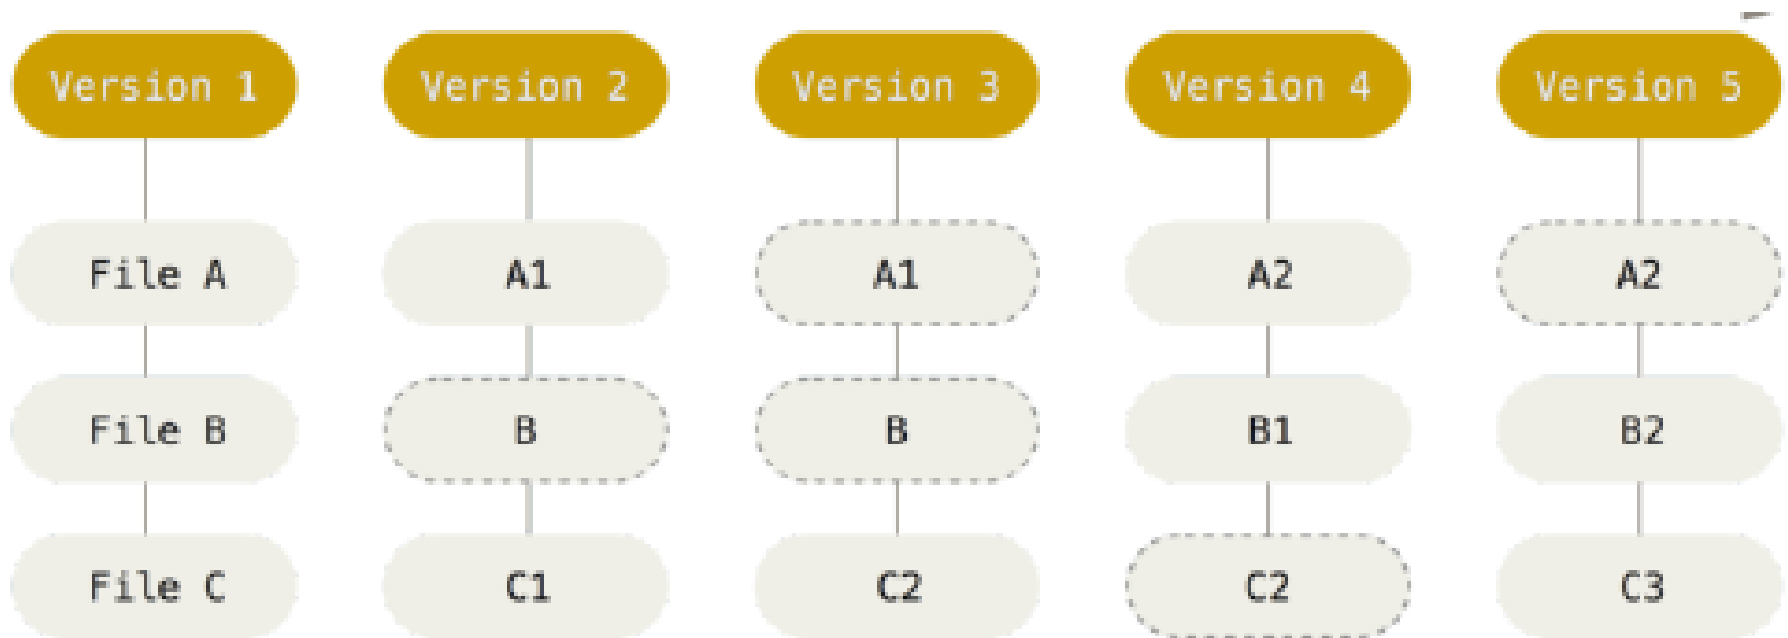 Version 1 Version 2 Version 3 Version 4 Version 5
File A A1 A1 A2 A2
File B B B B1 B2
File C C1 C2 C2 C3